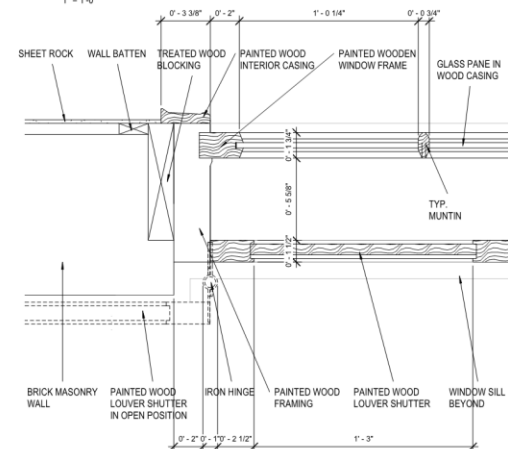 1" = 1'-0"
0' - 3 3/8"
0' - 2"
1' - 0 1/4"
0' - 0 3/4"
SHEET ROCK
WALL BATTEN
TREATED WOOD
BLOCKING
PAINTED WOOD
INTERIOR CASING
PAINTED WOODEN
WINDOW FRAME
GLASS PANE IN
WOOD CASING
0' - 1 3/4"
0' - 5 5/8"
0' - 1 1/2"
TYP.
MUNTIN
BRICK MASONRY
WALL
PAINTED WOOD
LOUVER SHUTTER
IN OPEN POSITION
IRON HINGE
PAINTED WOOD
FRAMING
PAINTED WOOD
LOUVER SHUTTER
WINDOW SILL
BEYOND
0' - 2"
0' - 1"
0' - 2 1/2"
1' - 3"